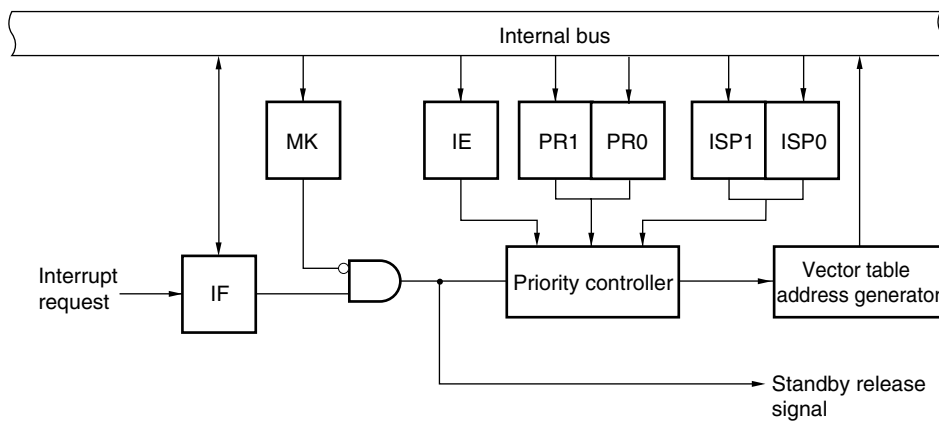 Internal bus
MK
IE
PR1
PR0
ISP1
ISP0
Interrupt
request
IF
Priority controller
Vector table
address generator
Standby release
signal